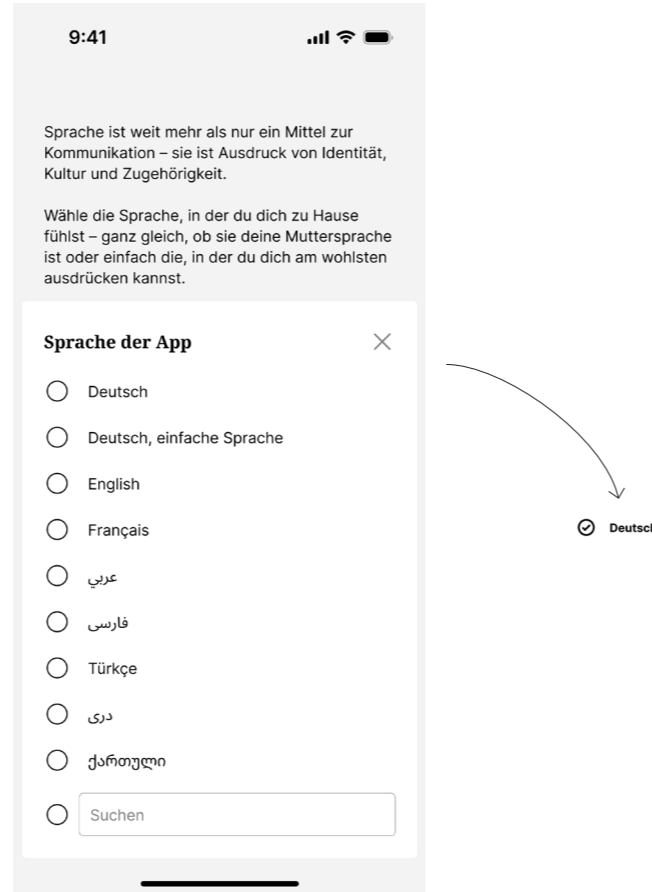 9:41
Sprache ist weit mehr als nur ein Mittel zur
Kommunikation – sie ist Ausdruck von Identität,
Kultur und Zugehörigkeit.
Wähle die Sprache, in der du dich zu Hause
fühlst – ganz gleich, ob sie deine Muttersprache
ist oder einfach die, in der du dich am wohlsten
ausdrücken kannst.
Sprache der App
Deutsch
Deutsch, einfache Sprache
English
Français
عربي
فارسی
Türkçe
دری
ქართული
Suchen